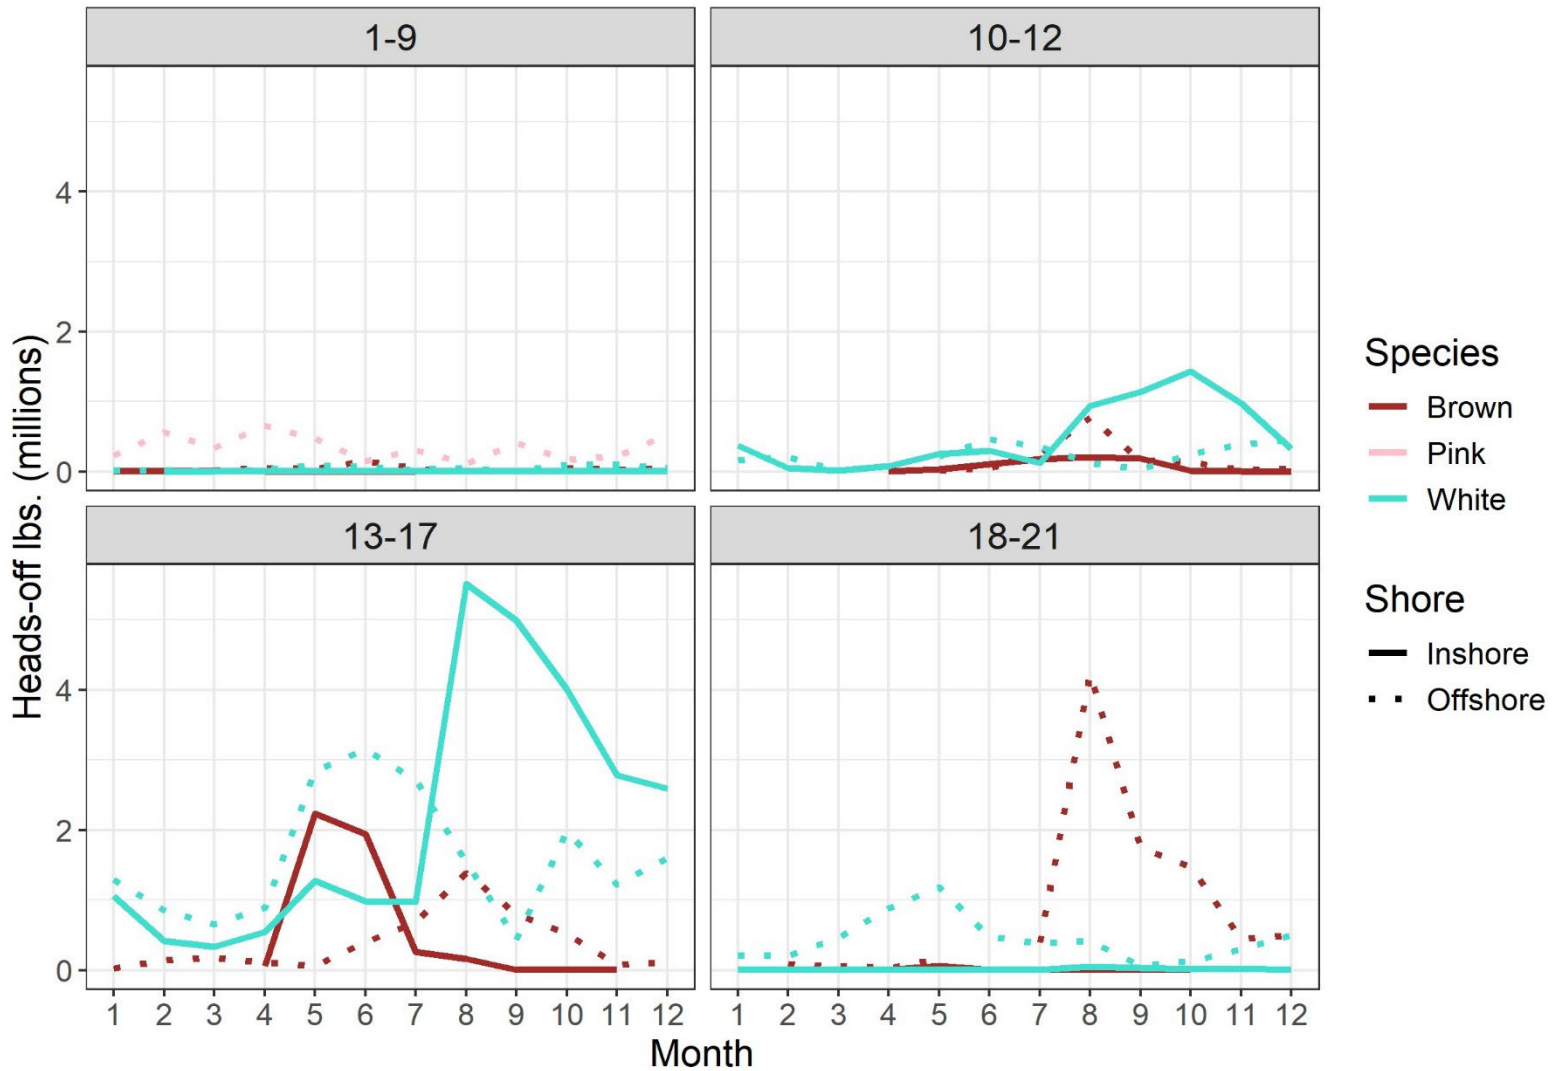 1-9
10-12
4
2
0
13-17
18-21
4
2
0
1 2 3 4 5 6 7 8 9 10 11 12
1 2 3 4 5 6 7 8 9 10 11 12
Month
Heads-off lbs. (millions)
Species
Brown
Pink
White
Shore
Inshore
Offshore